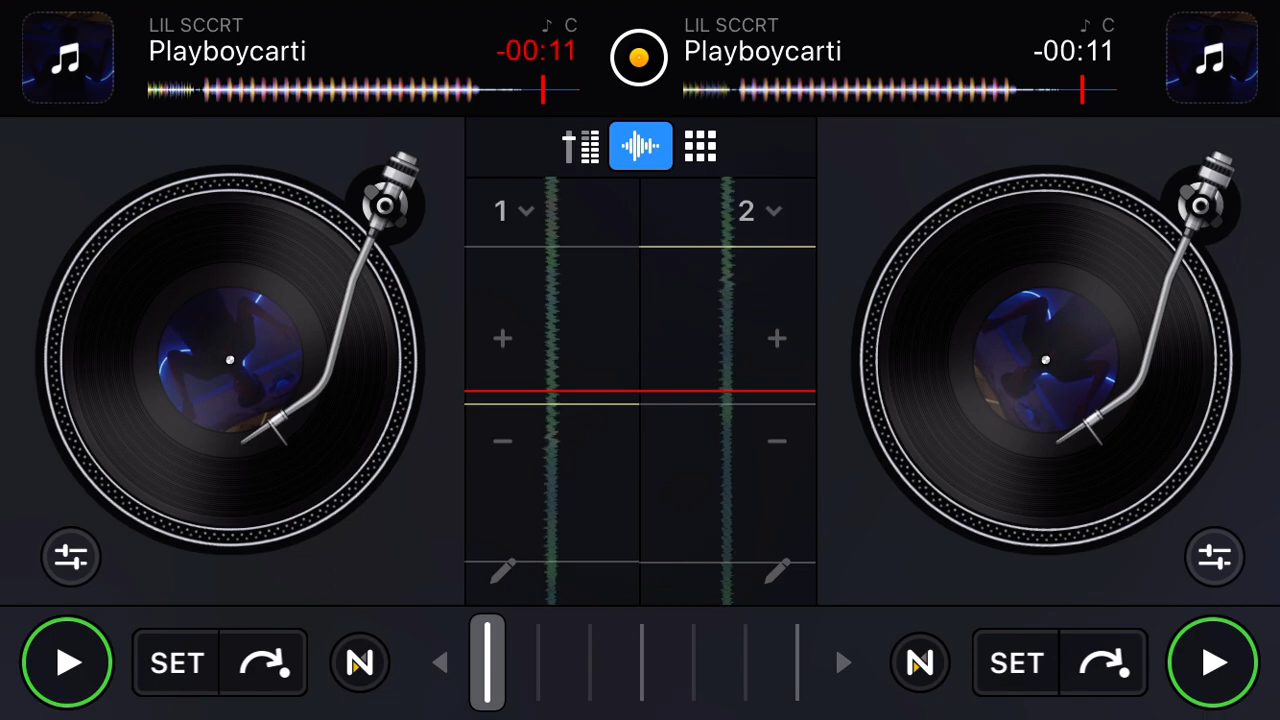 LIL SCCRT
C
Playboycarti
-00:11
LIL SCCRT
C
Playboycarti
-00:11
1
2
SET
N
N
SET